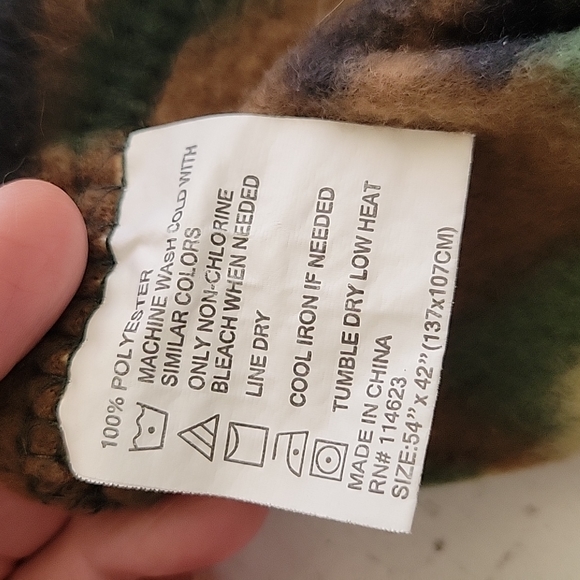 100% POLYESTER
MACHINE WASH COLD WITH
SIMILAR COLORS
ONLY NON-CHLORINE
BLEACH WHEN NEEDED
LINE DRY
COOL IRON IF NEEDED
TUMBLE DRY LOW HEAT
MADE IN CHINA
RN# 114623
SIZE:54"X42"(137x107CM)